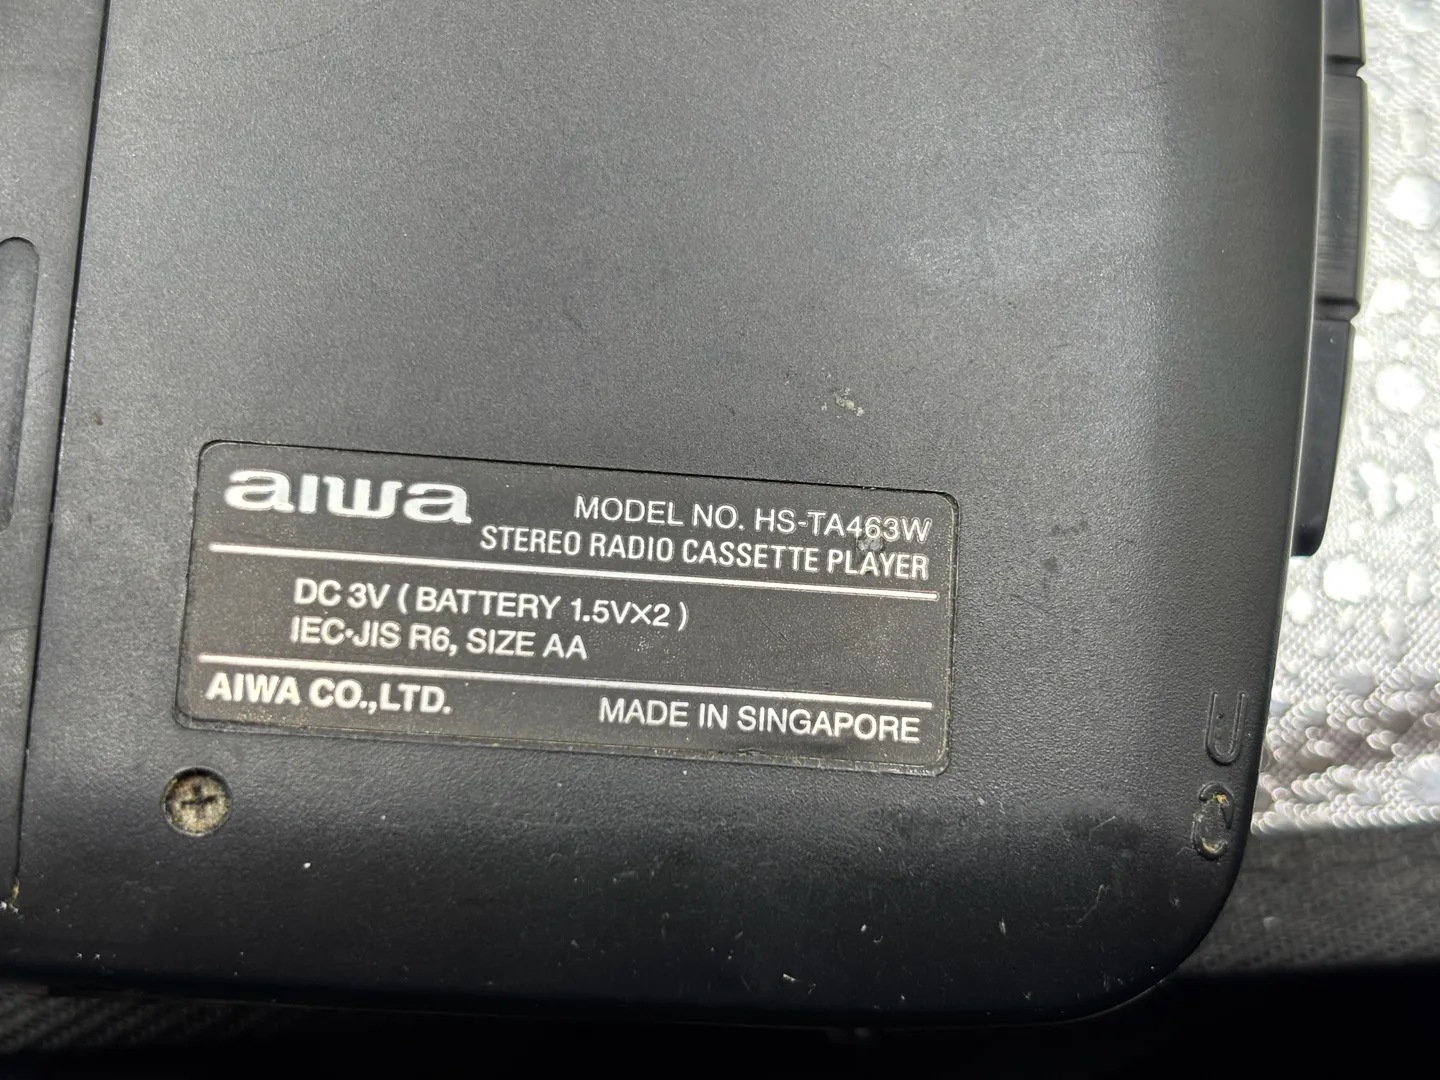 aiwa MODEL NO. HS-TA463W
STEREO RADIO CASSETTE PLAYER
DC 3V ( BATTERY 1.5V×2 )
IEC·JIS R6, SIZE AA
AIWA CO.,LTD. MADE IN SINGAPORE